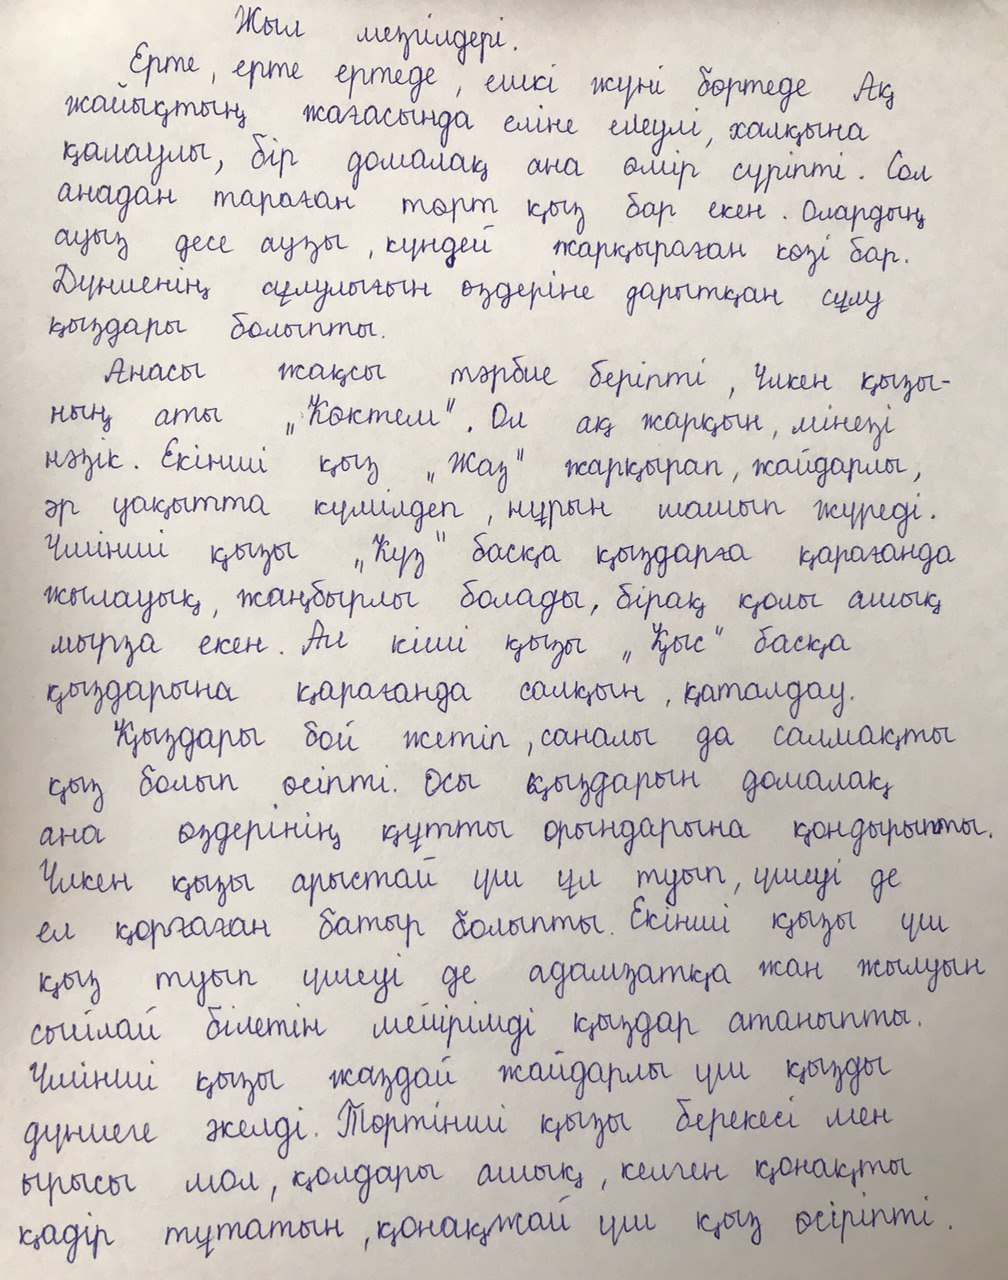 Жыл мезгілдері.
Ерте, ерте ертеде, ешкі жүні бөртеде Ақ
жайықтың жағасында еліне елеулі, халқына
қалаулы, бір домалақ ана өмір сүріпті. Сол
анадан тараған төрт қыз бар екен. Олардың
ауыз десе аузы, күндей жарқыраған көзі бар.
Дүниенің сұлулығын өздеріне дарытқан сұлу
қыздары болыпты.
Анасы жақсы тәрбие беріпті, Үлкен қызы-
ның аты „Көктем". Ол ақ жарқын, мінезі
нәзік. Екінші қыз „Жаз" жарқырап, жайдарлы,
әр уақытта күмілдеп, нұрын шашып жүреді.
Үшінші қызы „Күз" басқа қыздарға қарағанда
жылауық, жаңбырлы болады, бірақ қолы ашық
мырза екен. Ал кіші қызы „Қыс" басқа
қыздарына қарағанда салқын, қаталдау.
Қыздары бой жетіп, саналы да салмақты
қыз болып өсіпті. Осы қыздарын домалақ
ана өздерінің құтты орындарына қондырыпты.
Үлкен қызы арыстай үш ұл туып, үшеуі де
ел қорғаған батыр болыпты. Екінші қызы үш
қыз туып үшеуі де адамзатқа жан жылуын
сыйлай білетін мейірімді қыздар атаныпты.
Үшінші қызы жаздай жайдарлы үш қызды
дүниеге әкелді. Төртінші қызы берекесі мен
ырысы мол, қолдары ашық, келген қонақты
қадір тұтатын, қонақжай үш қыз өсіріпті.